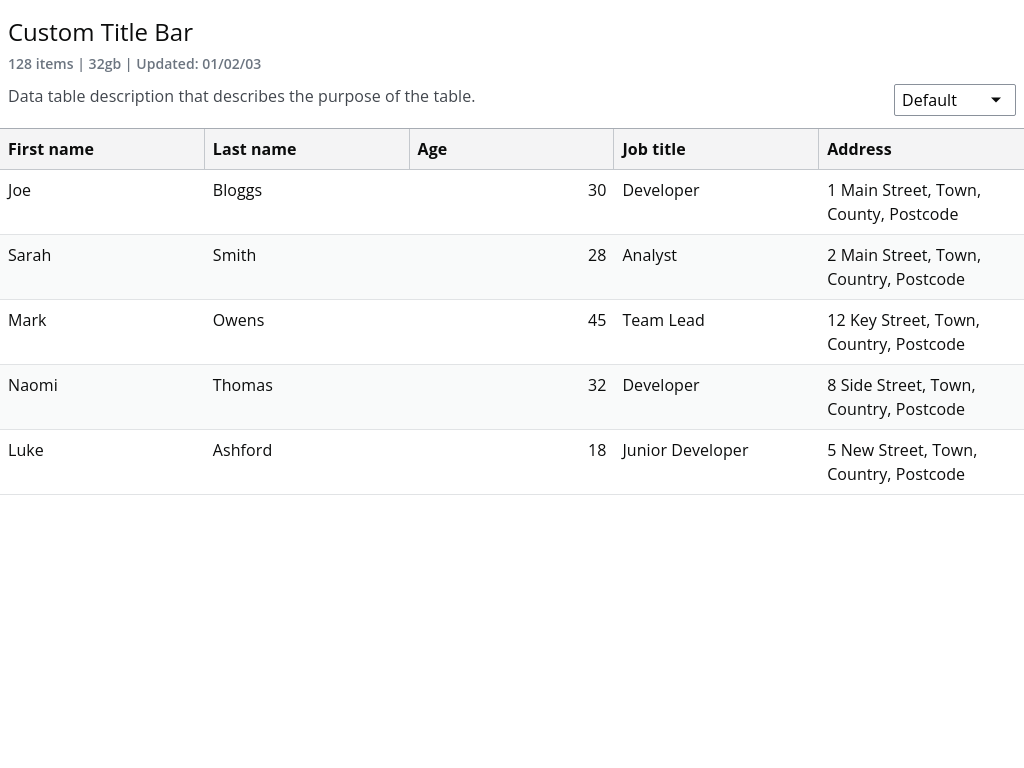 Custom Title Bar
128 items | 32gb | Updated: 01/02/03
Data table description that describes the purpose of the table.
Default
First name Last name Age Job title Address
Joe Bloggs 30 Developer 1 Main Street, Town,
County, Postcode
Sarah Smith 28 Analyst 2 Main Street, Town,
Country, Postcode
Mark Owens 45 Team Lead 12 Key Street, Town,
Country, Postcode
Naomi Thomas 32 Developer 8 Side Street, Town,
Country, Postcode
Luke Ashford 18 Junior Developer 5 New Street, Town,
Country, Postcode